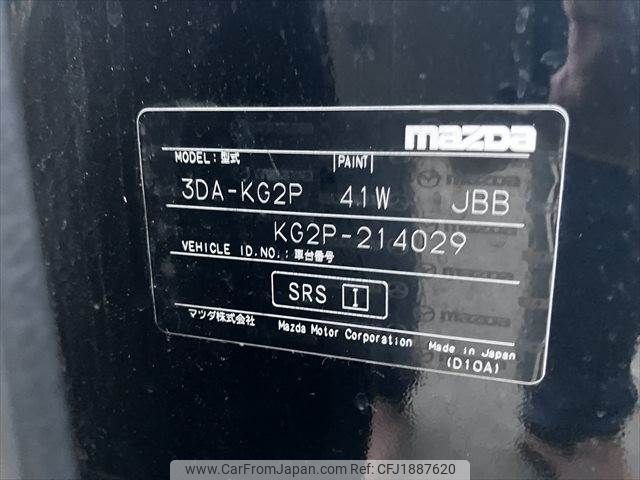 mazda
MODEL:型式 PAINT
3DA-KG2P 41W JBB
KG2P-214029
VEHICLE ID.NO.:車台番号
SRS I
マツダ株式会社 Mazda Motor Corporation Made in Japan
(D10A)
www.CarFromJapan.com | Ref No: CFJ1887620